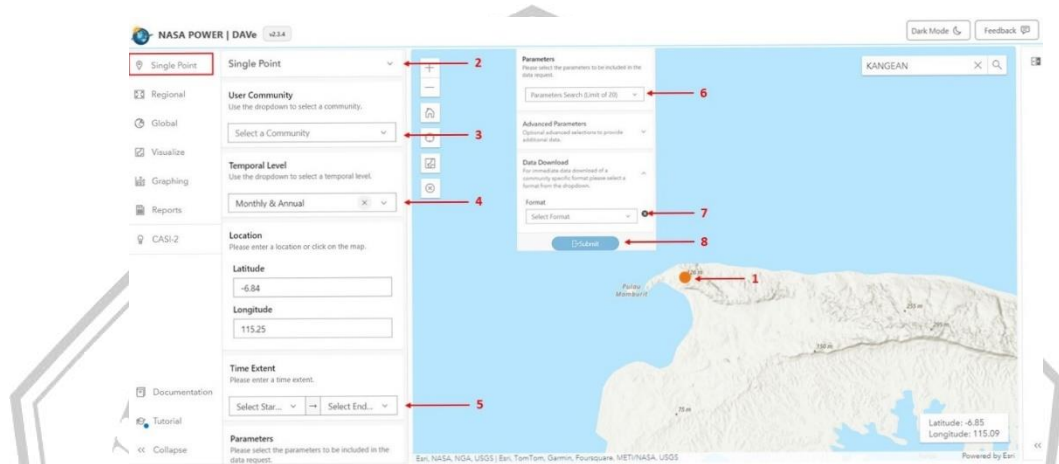 NASA POWER | DAVe v2.3.4
Dark Mode
Feedback
Single Point
Regional
Global
Visualize
Graphing
Reports
CASI-2
Documentation
Tutorial
Collapse
Single Point
2
User Community
Use the dropdown to select a community.
Select a Community
3
Temporal Level
Use the dropdown to select a temporal level.
Monthly & Annual
4
Location
Please enter a location or click on the map.
Latitude
-6.84
Longitude
115.25
Time Extent
Please enter a time extent.
Select Star... → Select End...
5
Parameters
Please select the parameters to be included in the
data request.
Parameters
Please select the parameters to be included in the
data request.
Parameters Search (Limit of 20)
6
Advanced Parameters
Optional advanced selections to provide
additional data.
Data Download
For immediate data download of a
community specific format please select a
format from the dropdown.
Format
Select Format
7
Submit
8
KANGEAN
1
Pulau
Mamburit
75 m
Latitude: -6.85
Longitude: 115.09
Esri, NASA, NGA, USGS | Esri, TomTom, Garmin, Foursquare, METI/NASA, USGS
Powered by Esri